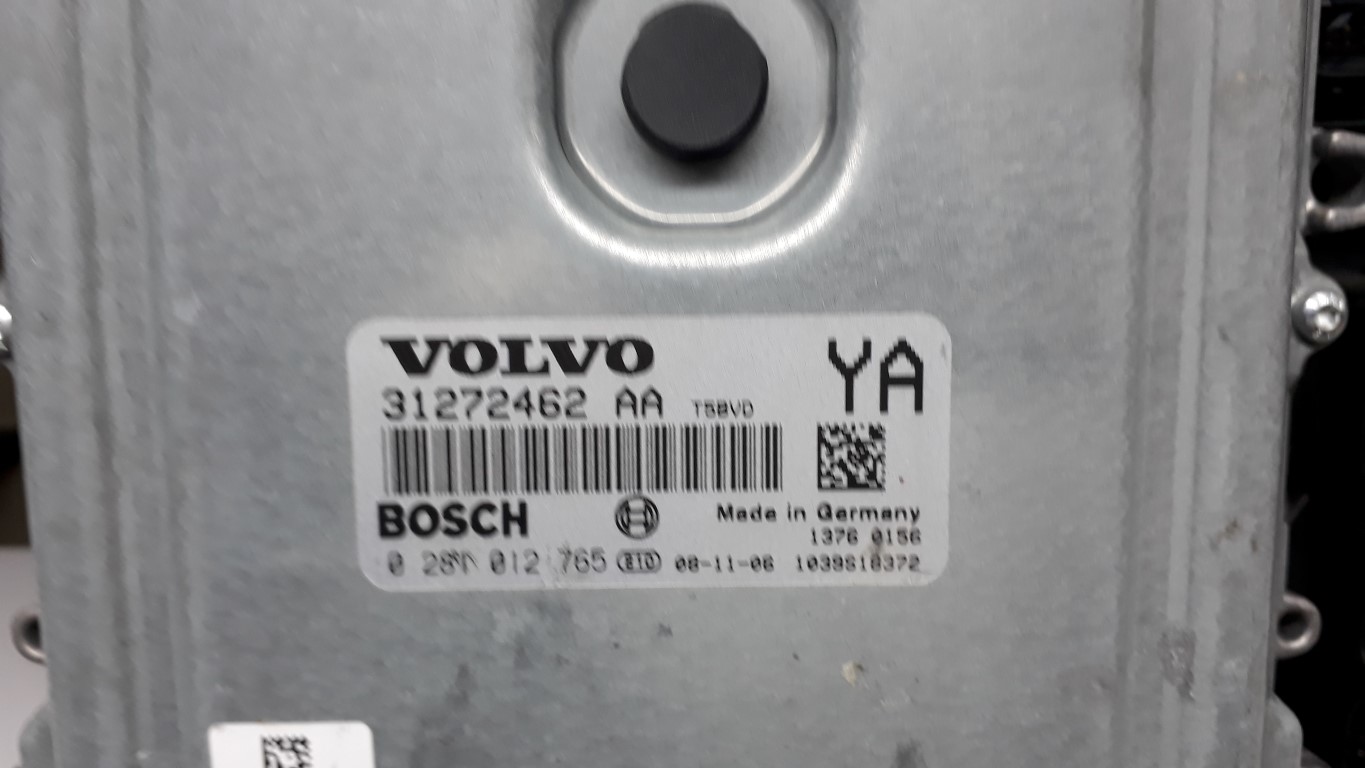 VOLVO
YA
31272462 AA T5BVD
BOSCH
Made in Germany
1376 0156
0 281 012 765 E10 08-11-06 1039S18372